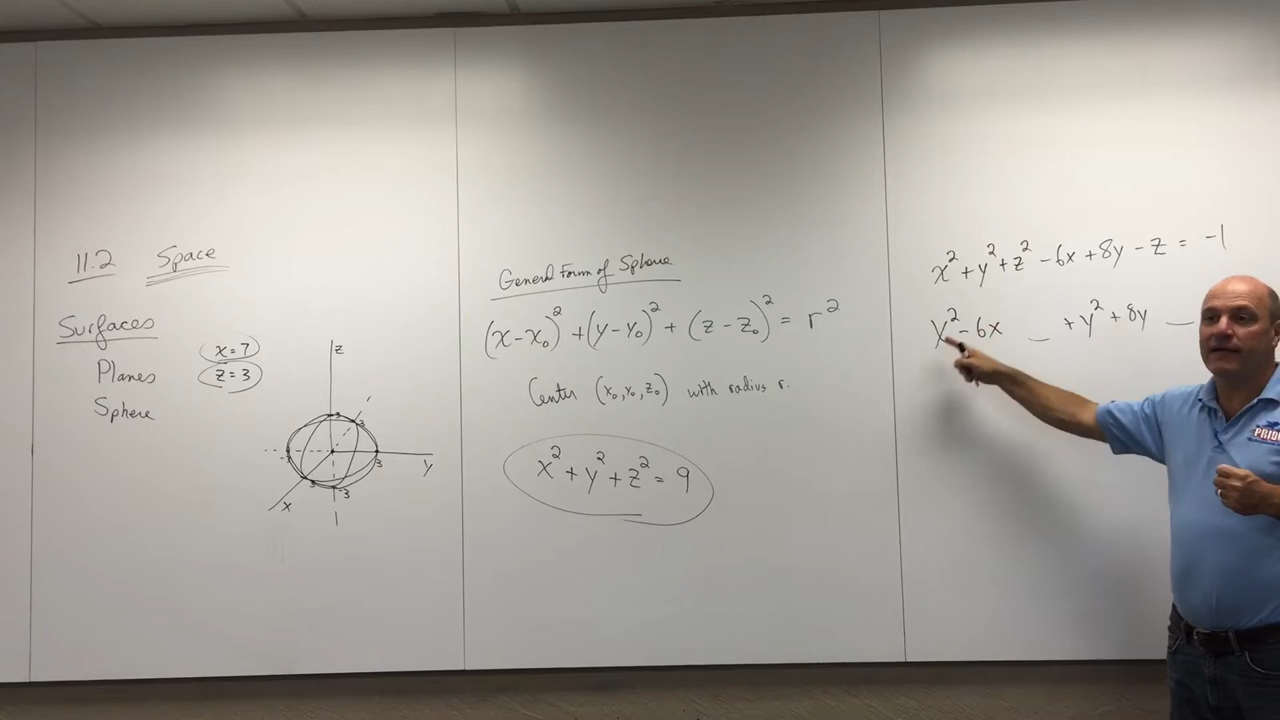 11.2 Space
Surfaces
Planes
Sphere
x=7
z=3
z
3
3
-3
3
3
-3
y
x
General Form of Sphere
(x-x₀)² + (y-y₀)² + (z-z₀)² = r²
Center (x₀, y₀, z₀) with radius r.
x² + y² + z² = 9
x² + y² + z² - 6x + 8y - z = -1
x² - 6x _ + y² + 8y _